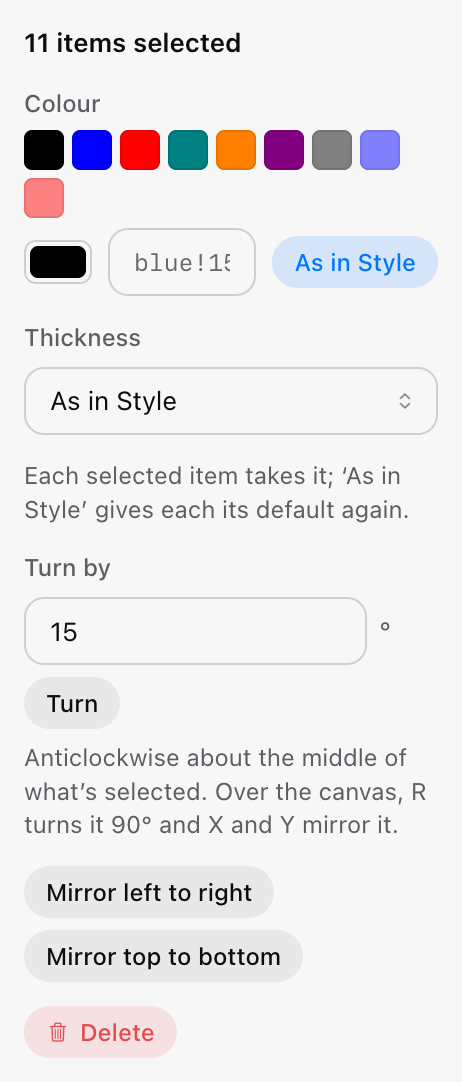 11 items selected
Colour
blue!15
As in Style
Thickness
As in Style
Each selected item takes it; ‘As in
Style’ gives each its default again.
Turn by
15 °
Turn
Anticlockwise about the middle of
what’s selected. Over the canvas, R
turns it 90° and X and Y mirror it.
Mirror left to right
Mirror top to bottom
Delete